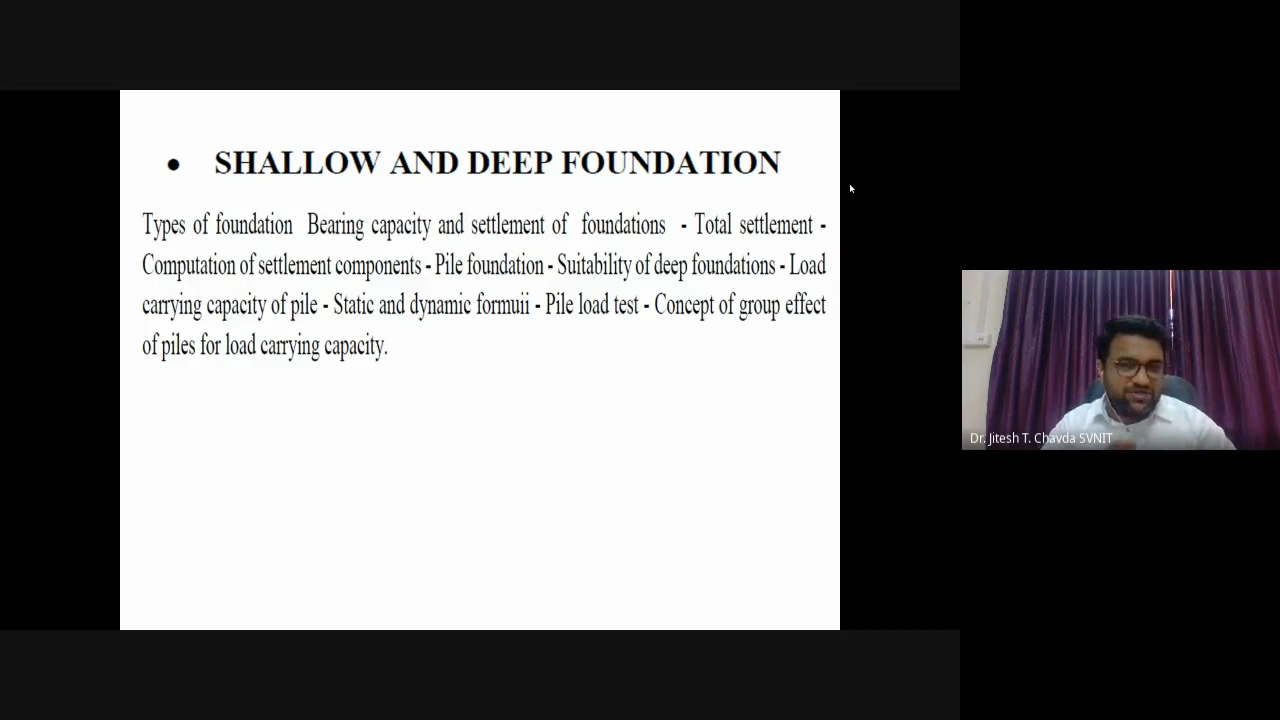 • SHALLOW AND DEEP FOUNDATION
Types of foundation Bearing capacity and settlement of foundations - Total settlement -
Computation of settlement components - Pile foundation - Suitability of deep foundations - Load
carrying capacity of pile - Static and dynamic formuii - Pile load test - Concept of group effect
of piles for load carrying capacity.
Dr. Jitesh T. Chavda SVNIT